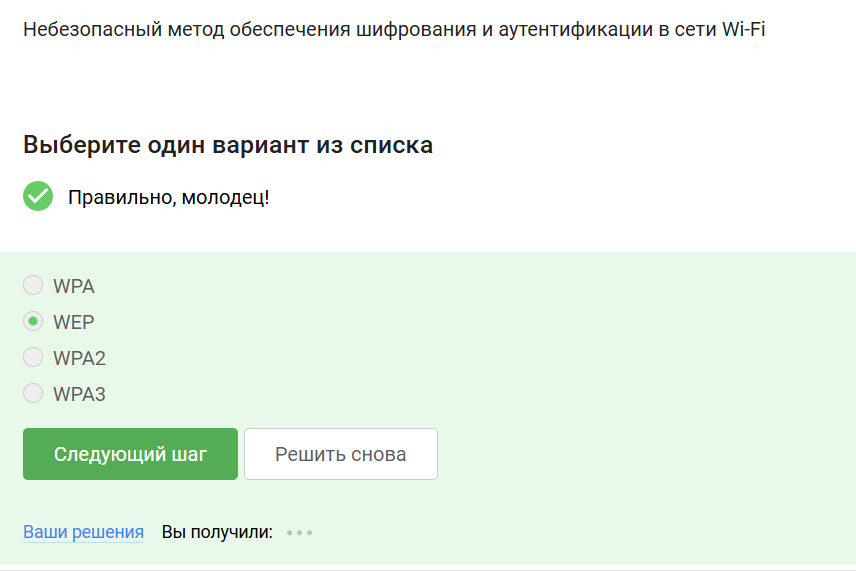 Небезопасный метод обеспечения шифрования и аутентификации в сети Wi-Fi
Выберите один вариант из списка
Правильно, молодец!
WPA
WEP
WPA2
WPA3
Следующий шаг Решить снова
Ваши решения Вы получили: